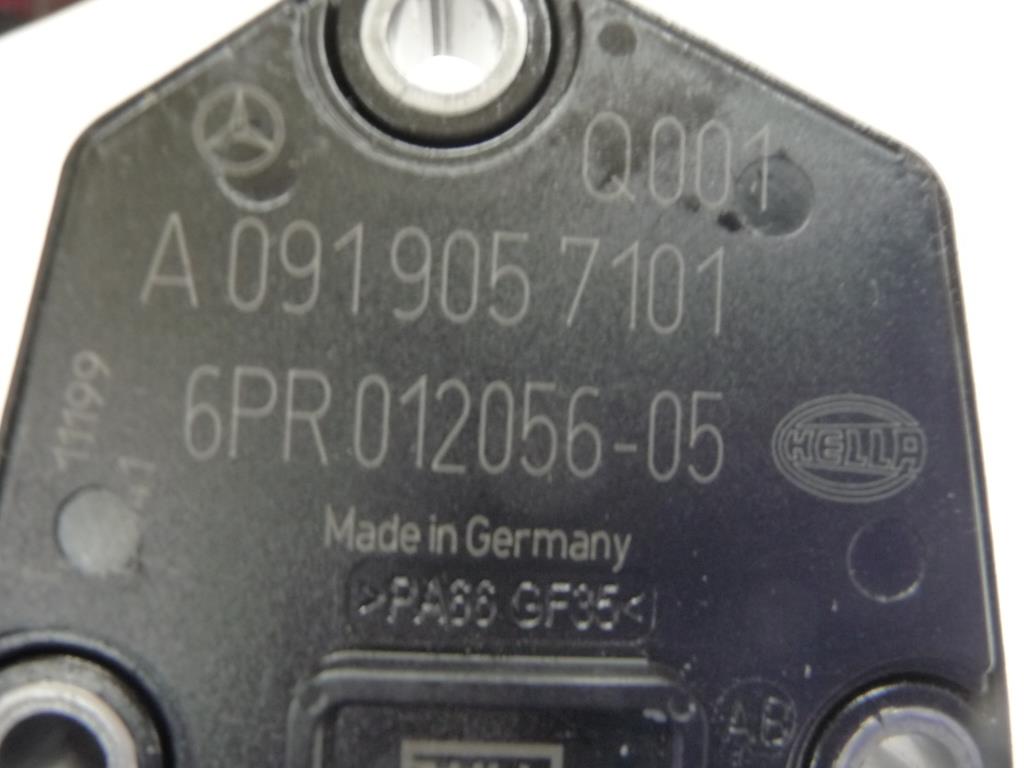 Q001
A 091 905 7101
11199
6PR 012056-05
HELLA
Made in Germany
>PA66 GF35<
AB